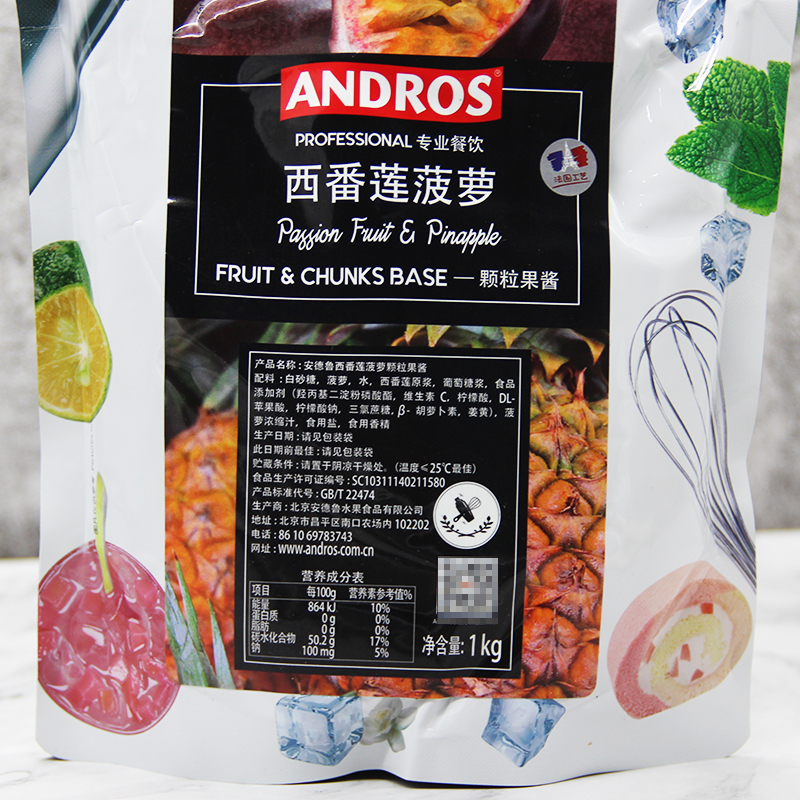 ANDROS®
PROFESSIONAL 专业餐饮
西番莲菠萝
法国工艺
Passion Fruit & Pinapple
FRUIT & CHUNKS BASE — 颗粒果酱
产品名称：安德鲁西番莲菠萝颗粒果酱
配料：白砂糖，菠萝，水，西番莲原浆，葡萄糖浆，食品
添加剂（羟丙基二淀粉磷酸酯，维生素 C，柠檬酸，DL-
苹果酸，柠檬酸钠，三氯蔗糖，β- 胡萝卜素，姜黄），菠
萝浓缩汁，食用盐，食用香精
生产日期：请见包装袋
此日期前最佳：请见包装袋
贮藏条件：请置于阴凉干燥处。（温度≤25℃最佳）
食品生产许可证编号：SC10311140211580
产品标准代号：GB/T 22474
生产商：北京安德鲁水果食品有限公司
地址：北京市昌平区南口农场内 102202
电话：86 10 69783743
网址：www.andros.com.cn
营养成分表
项目 每100g 营养素参考值%
能量 864 kJ 10%
蛋白质 0 g 0%
脂肪 0 g 0%
碳水化合物 50.2 g 17%
钠 100 mg 5%
净含量：1kg